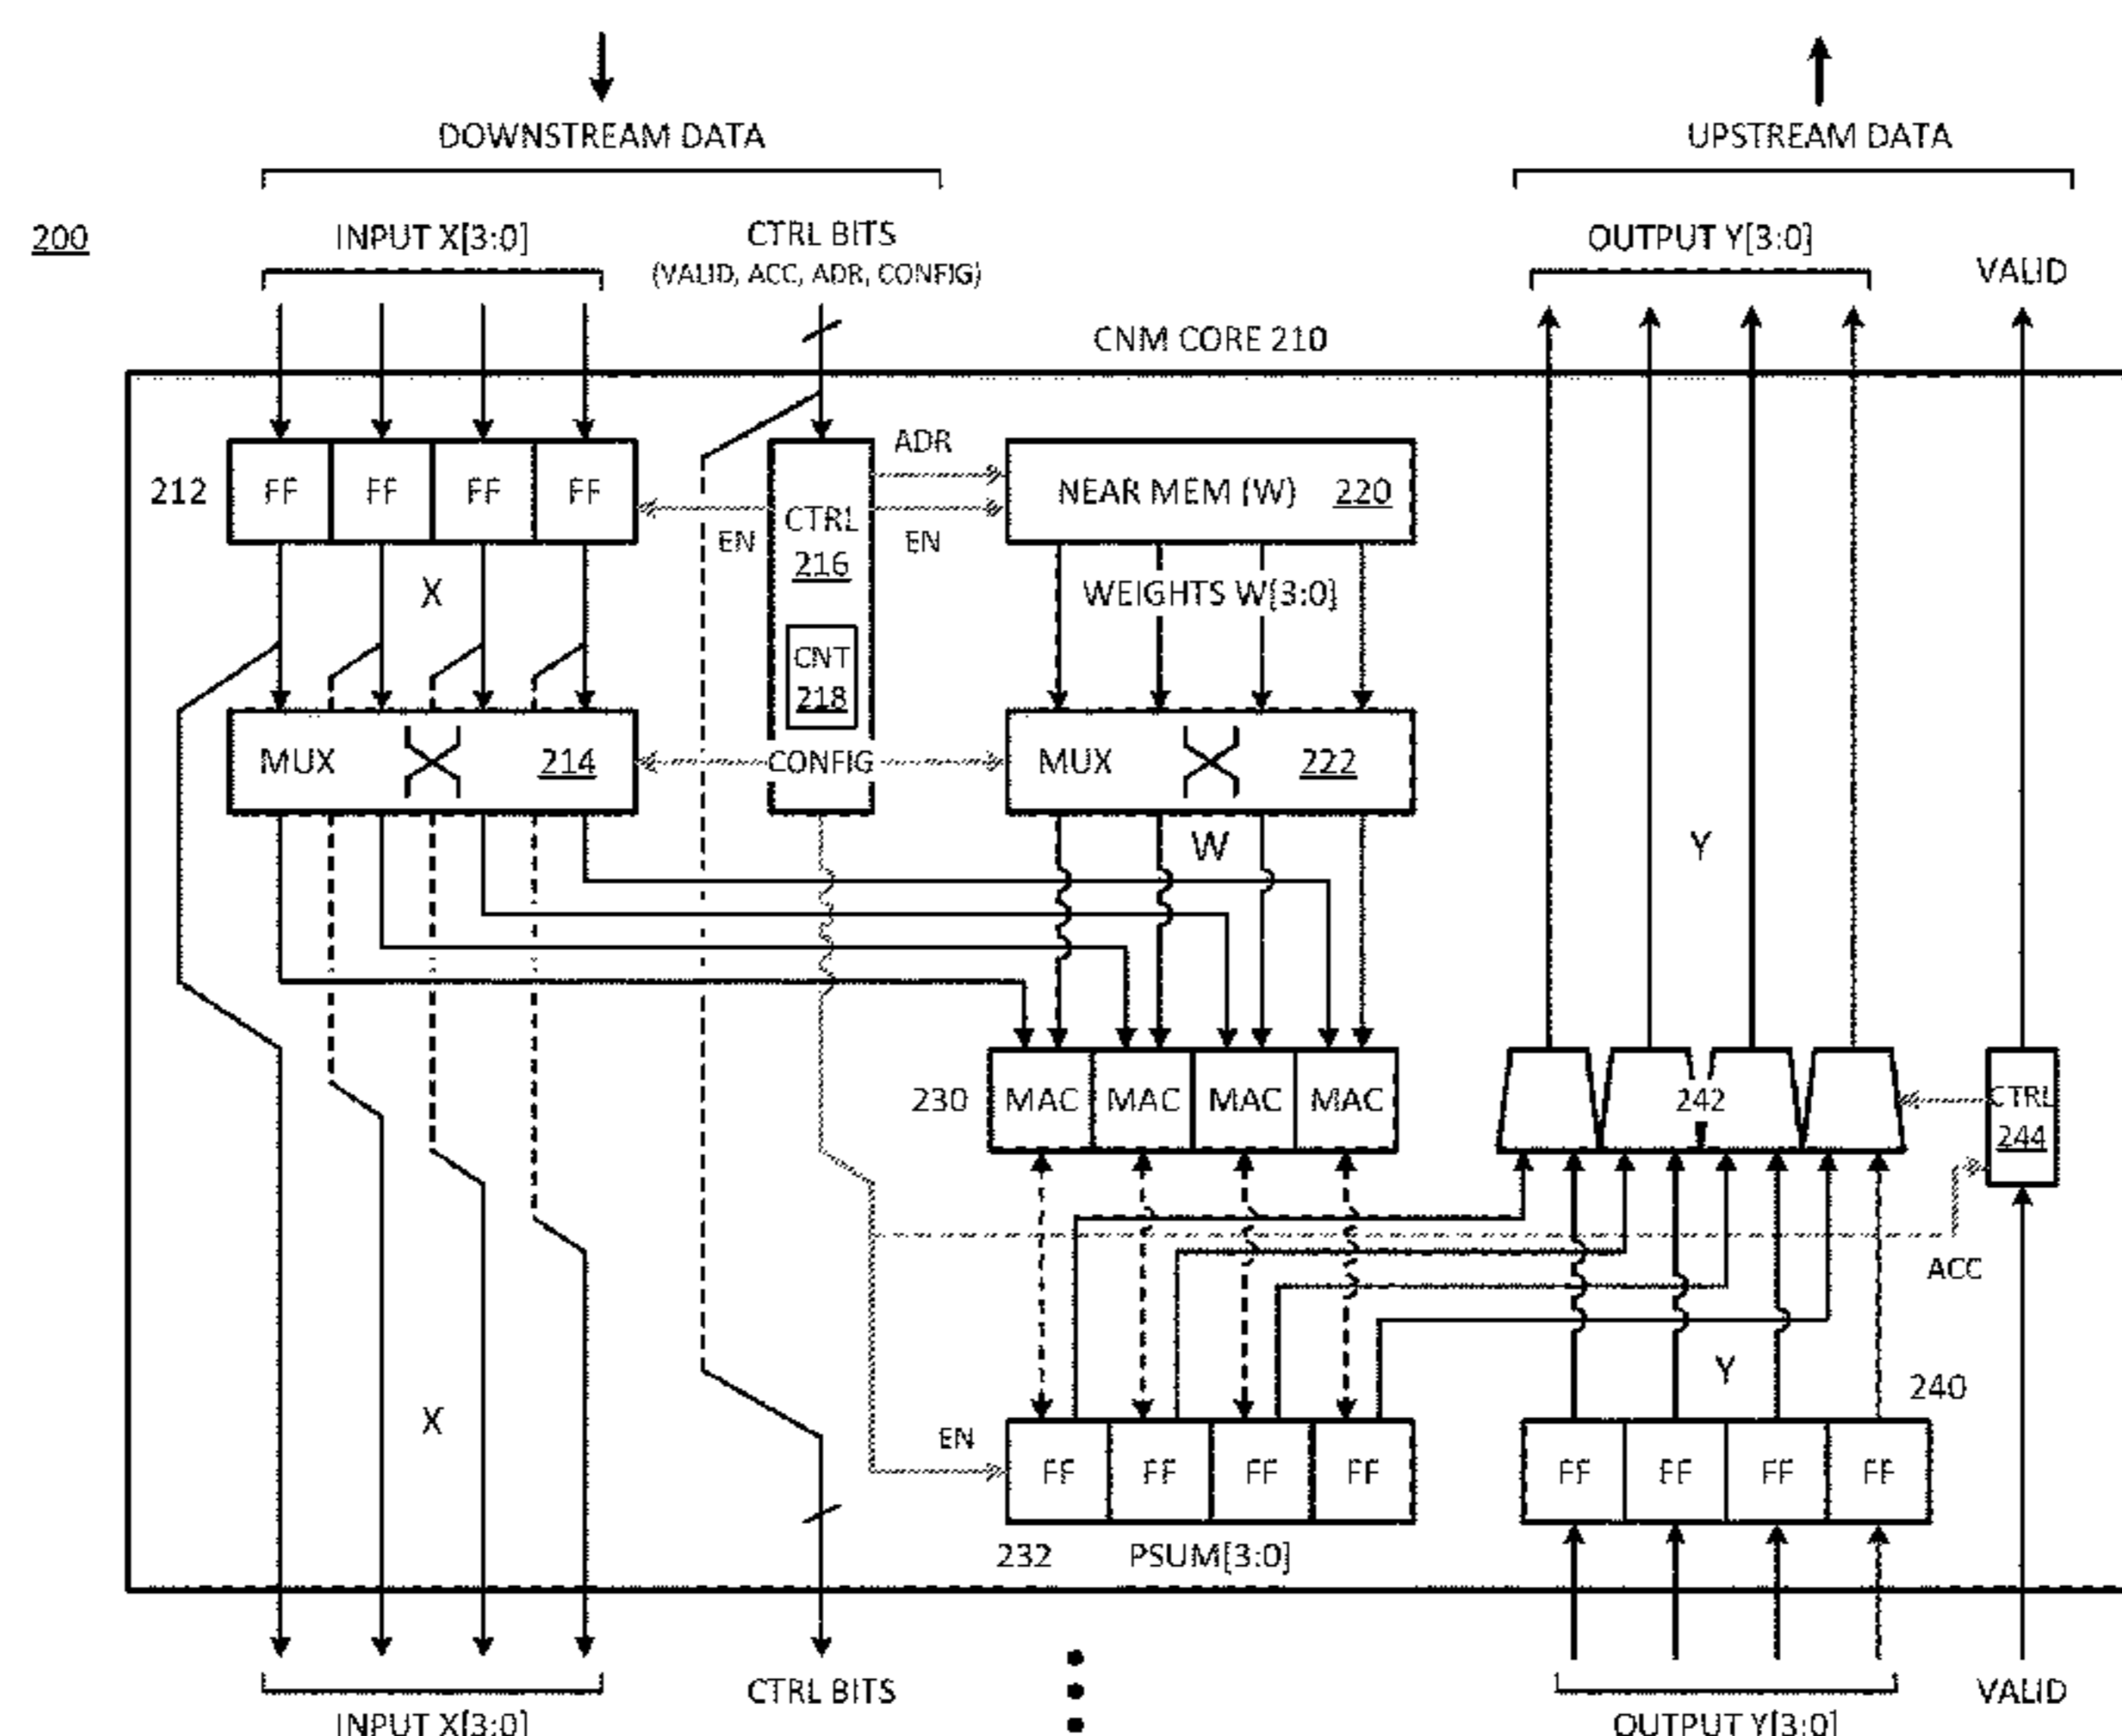 DOWNSTREAM DATA
UPSTREAM DATA
200
INPUT X[3:0]
CTRL BITS
(VALID, ACC, ADR, CONFIG)
OUTPUT Y[3:0]
VALID
CNM CORE 210
212
FF FF FF FF
EN
CTRL
216
ADR
EN
NEAR MEM (W) 220
X
WEIGHTS W[3:0]
CNT
218
MUX 214
CONFIG
MUX 222
W
Y
230
MAC MAC MAC MAC
242
CTRL
244
ACC
Y
240
EN
FF FF FF FF
FF FF FF FF
X
232
PSUM[3:0]
INPUT X[3:0]
CTRL BITS
OUTPUT Y[3:0]
VALID